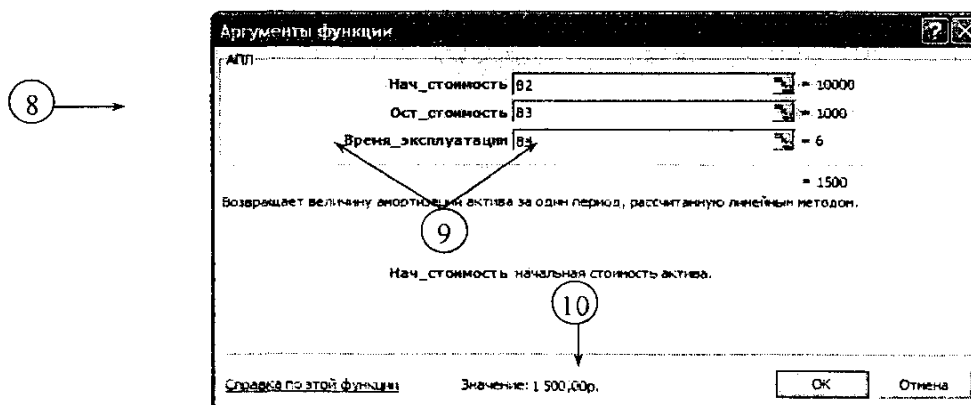 Аргументы функции
АПЛ
Нач_стоимость B2 = 10000
8
Ост_стоимость B3 = 1000
Время_эксплуатации B4 = 6
= 1500
Возвращает величину амортизации актива за один период, рассчитанную линейным методом.
9
Нач_стоимость начальная стоимость актива.
10
Справка по этой функции Значение: 1 500,00р. OK Отмена